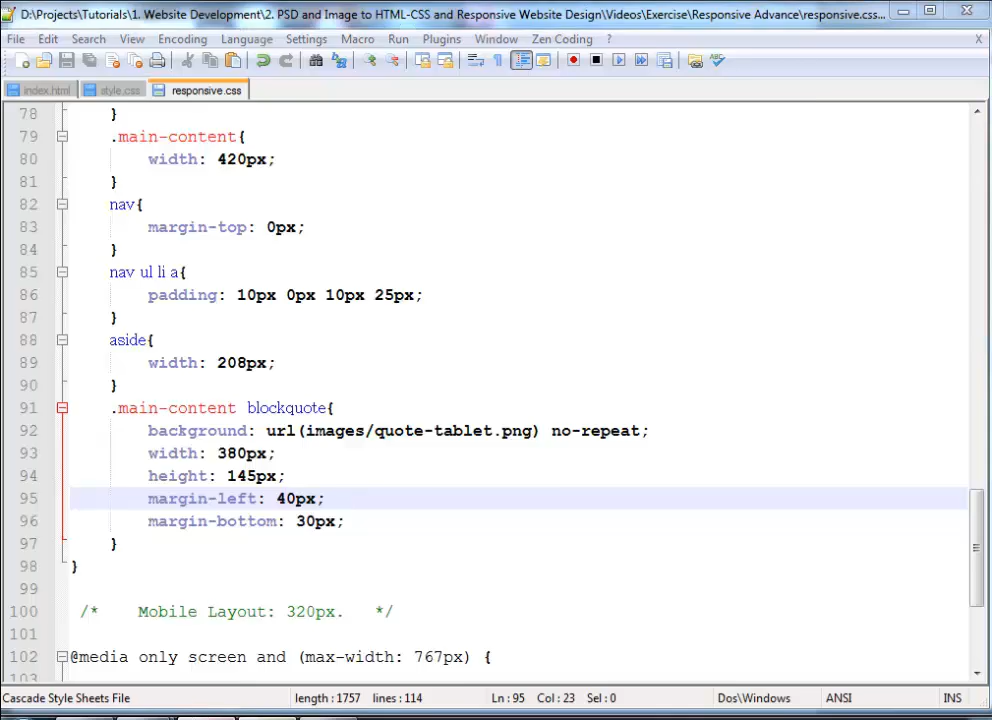 D:\Projects\Tutorials\1. Website Development\2. PSD and Image to HTML-CSS and Responsive Website Design\Videos\Exercise\Responsive Advance\responsive.css...
File Edit Search View Encoding Language Settings Macro Run Plugins Window Zen Coding ? X
index.html style.css responsive.css
78 }
79 .main-content{
80 width: 420px;
81 }
82 nav{
83 margin-top: 0px;
84 }
85 nav ul li a{
86 padding: 10px 0px 10px 25px;
87 }
88 aside{
89 width: 208px;
90 }
91 .main-content blockquote{
92 background: url(images/quote-tablet.png) no-repeat;
93 width: 380px;
94 height: 145px;
95 margin-left: 40px;
96 margin-bottom: 30px;
97 }
98 }
99
100 /* Mobile Layout: 320px. */
101
102 @media only screen and (max-width: 767px) {
103
Cascade Style Sheets File length : 1757 lines : 114 Ln : 95 Col : 23 Sel : 0 Dos\Windows ANSI INS